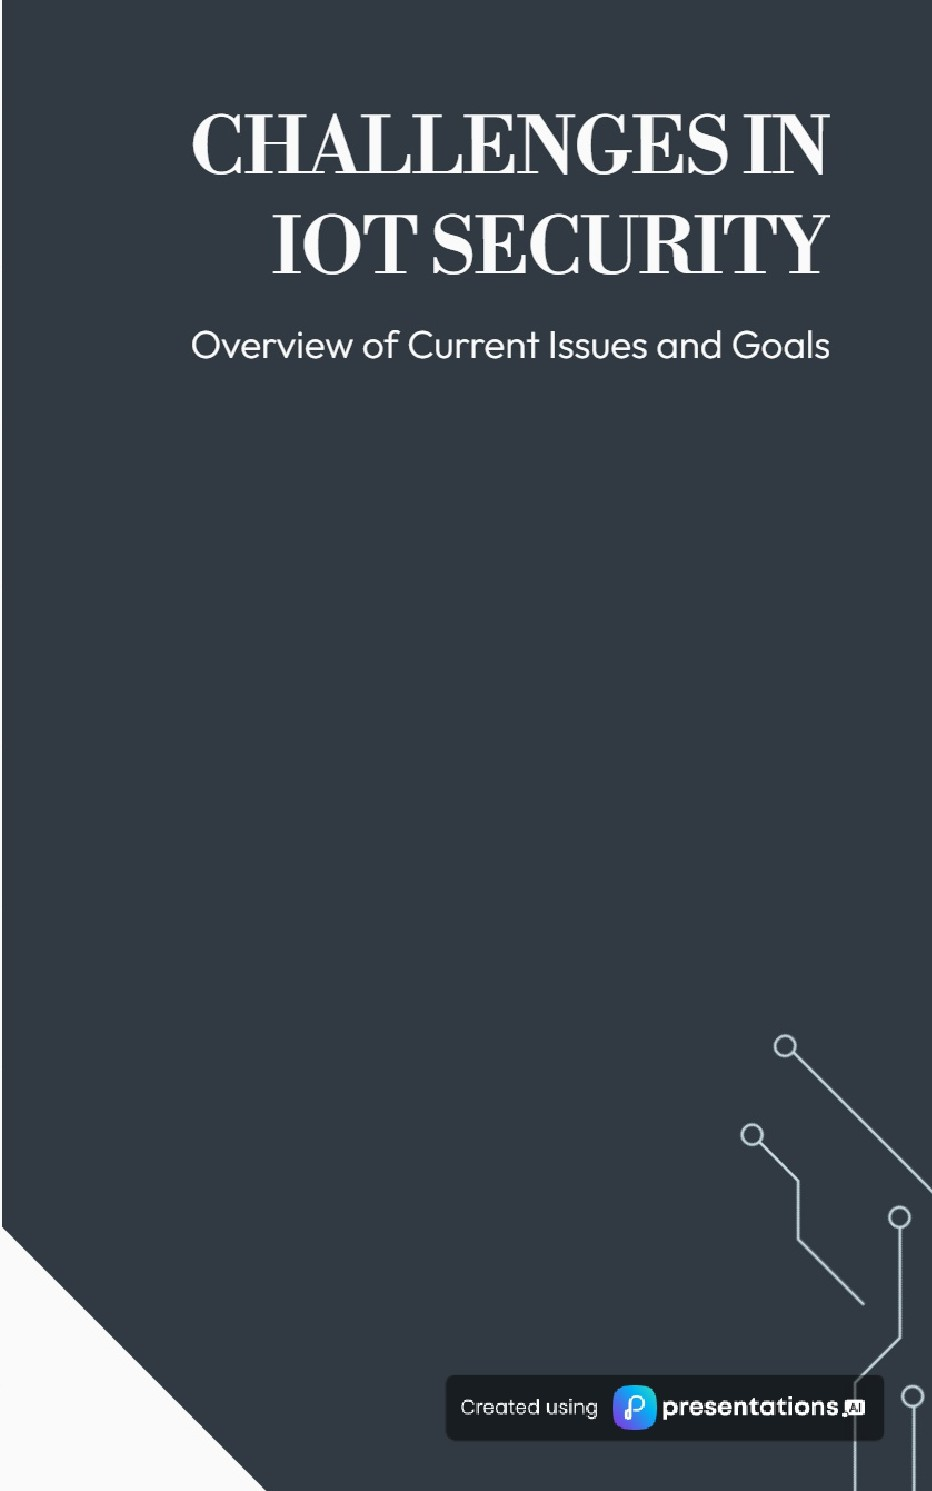 CHALLENGES IN
IOT SECURITY
Overview of Current Issues and Goals
Created using presentations.AI